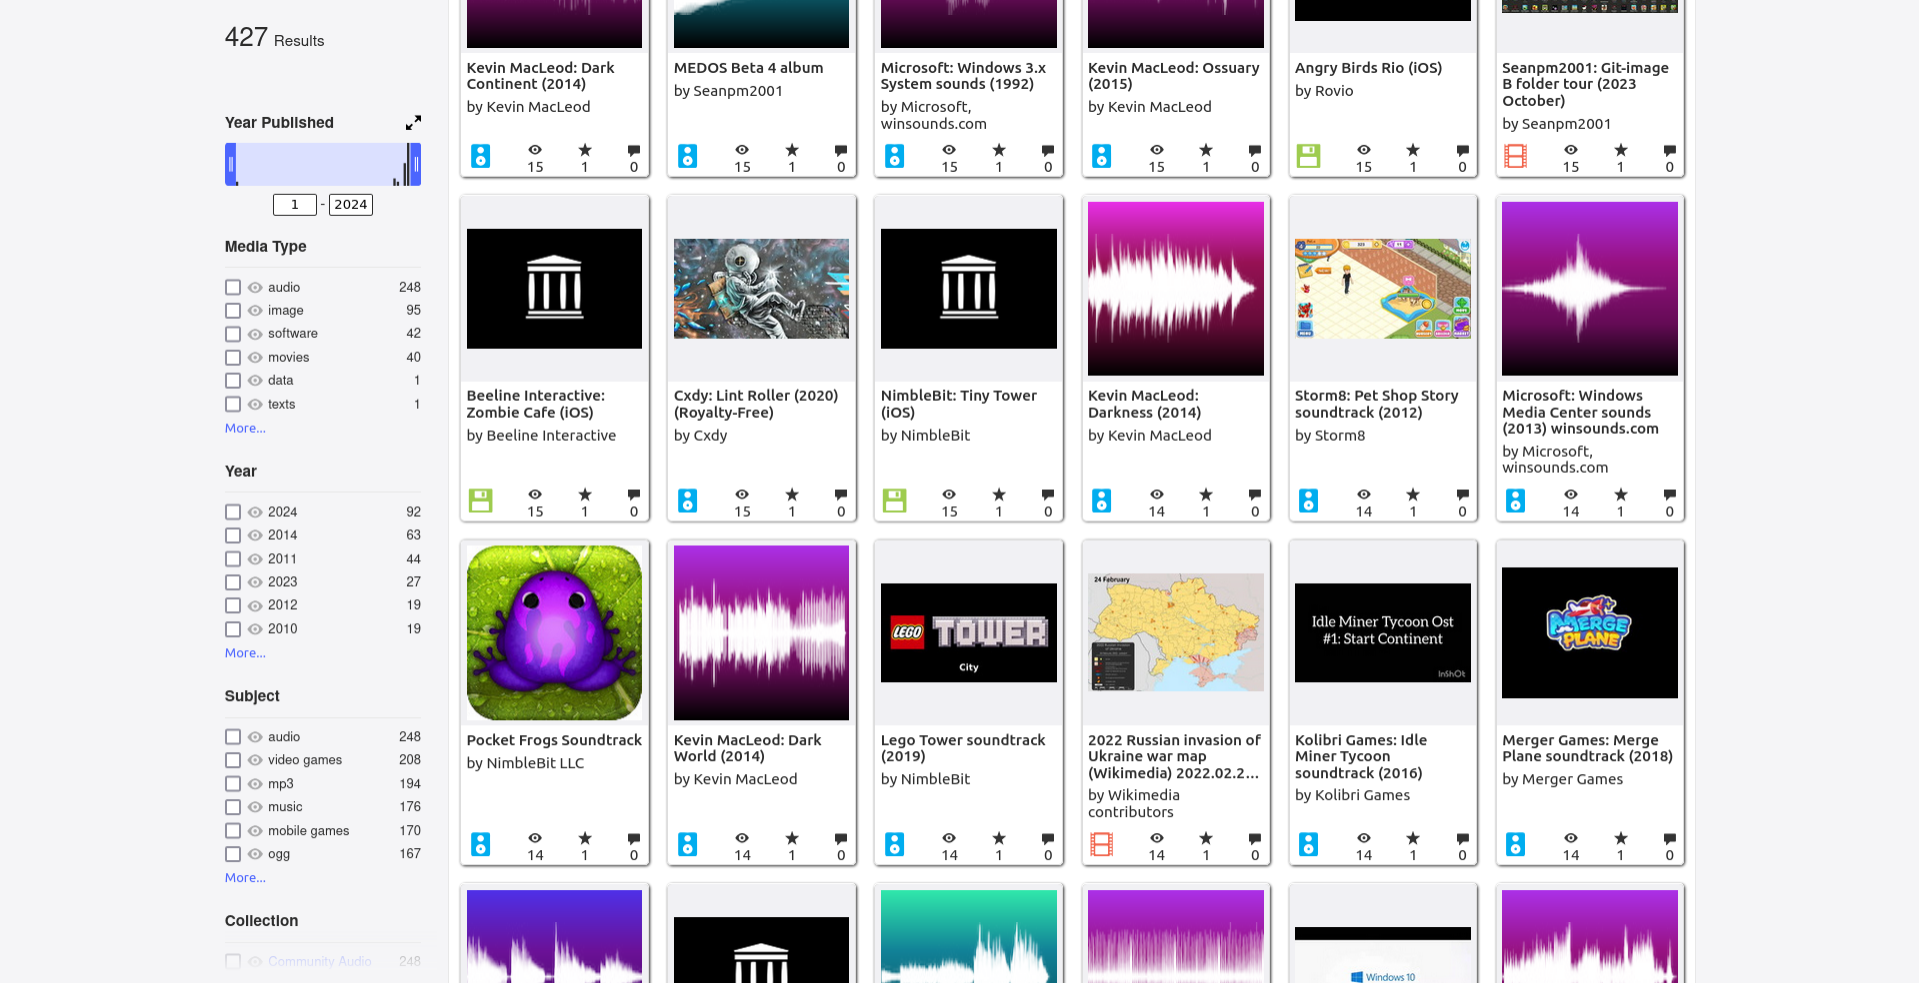 427 Results
Year Published
1 - 2024
Media Type
audio 248
image 95
software 42
movies 40
data 1
texts 1
More...
Year
2024 92
2014 63
2011 44
2023 27
2012 19
2010 19
More...
Subject
audio 248
video games 208
mp3 194
music 176
mobile games 170
ogg 167
More...
Collection
Community Audio 248
Kevin MacLeod: Dark
Continent (2014)
by Kevin MacLeod
15 1 0
MEDOS Beta 4 album
by Seanpm2001
15 1 0
Microsoft: Windows 3.x
System sounds (1992)
by Microsoft,
winsounds.com
15 1 0
Kevin MacLeod: Ossuary
(2015)
by Kevin MacLeod
15 1 0
Angry Birds Rio (iOS)
by Rovio
15 1 0
Seanpm2001: Git-image
B folder tour (2023
October)
by Seanpm2001
15 1 0
Beeline Interactive:
Zombie Cafe (iOS)
by Beeline Interactive
15 1 0
Cxdy: Lint Roller (2020)
(Royalty-Free)
by Cxdy
15 1 0
NimbleBit: Tiny Tower
(iOS)
by NimbleBit
15 1 0
Kevin MacLeod:
Darkness (2014)
by Kevin MacLeod
14 1 0
Storm8: Pet Shop Story
soundtrack (2012)
by Storm8
14 1 0
Microsoft: Windows
Media Center sounds
(2013) winsounds.com
by Microsoft,
winsounds.com
14 1 0
Pocket Frogs Soundtrack
by NimbleBit LLC
14 1 0
Kevin MacLeod: Dark
World (2014)
by Kevin MacLeod
14 1 0
LEGO TOWER
City
Lego Tower soundtrack
(2019)
by NimbleBit
14 1 0
24 February
2022 Russian invasion of
Ukraine war map
(Wikimedia) 2022.02.2...
by Wikimedia
contributors
14 1 0
Idle Miner Tycoon Ost
#1: Start Continent
InShOt
Kolibri Games: Idle
Miner Tycoon
soundtrack (2016)
by Kolibri Games
14 1 0
MERGE
PLANE
Merger Games: Merge
Plane soundtrack (2018)
by Merger Games
14 1 0
Windows 10